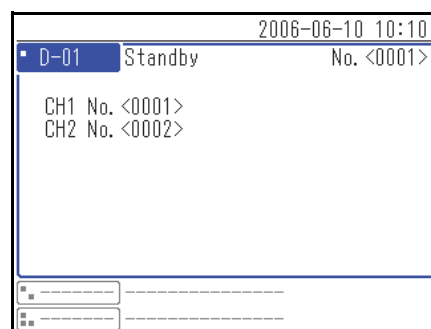 2006-06-10 10:10
D-01 Standby No. <0001>
CH1 No. <0001>
CH2 No. <0002>
------- ---------------
------- ---------------